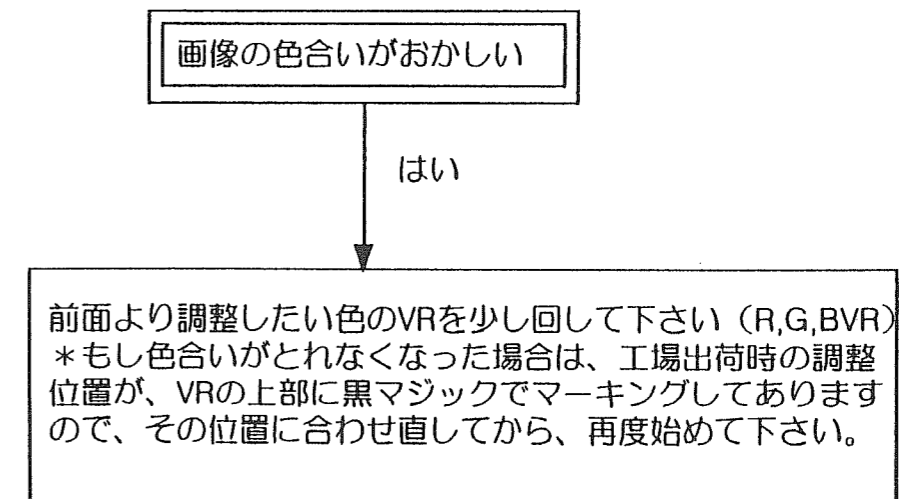 画像の色合いがおかしい
はい
前面より調整したい色のVRを少し回して下さい（R,G,BVR）
＊もし色合いがとれなくなった場合は、工場出荷時の調整
位置が、VRの上部に黒マジックでマーキングしてあります
ので、その位置に合わせ直してから、再度始めて下さい。